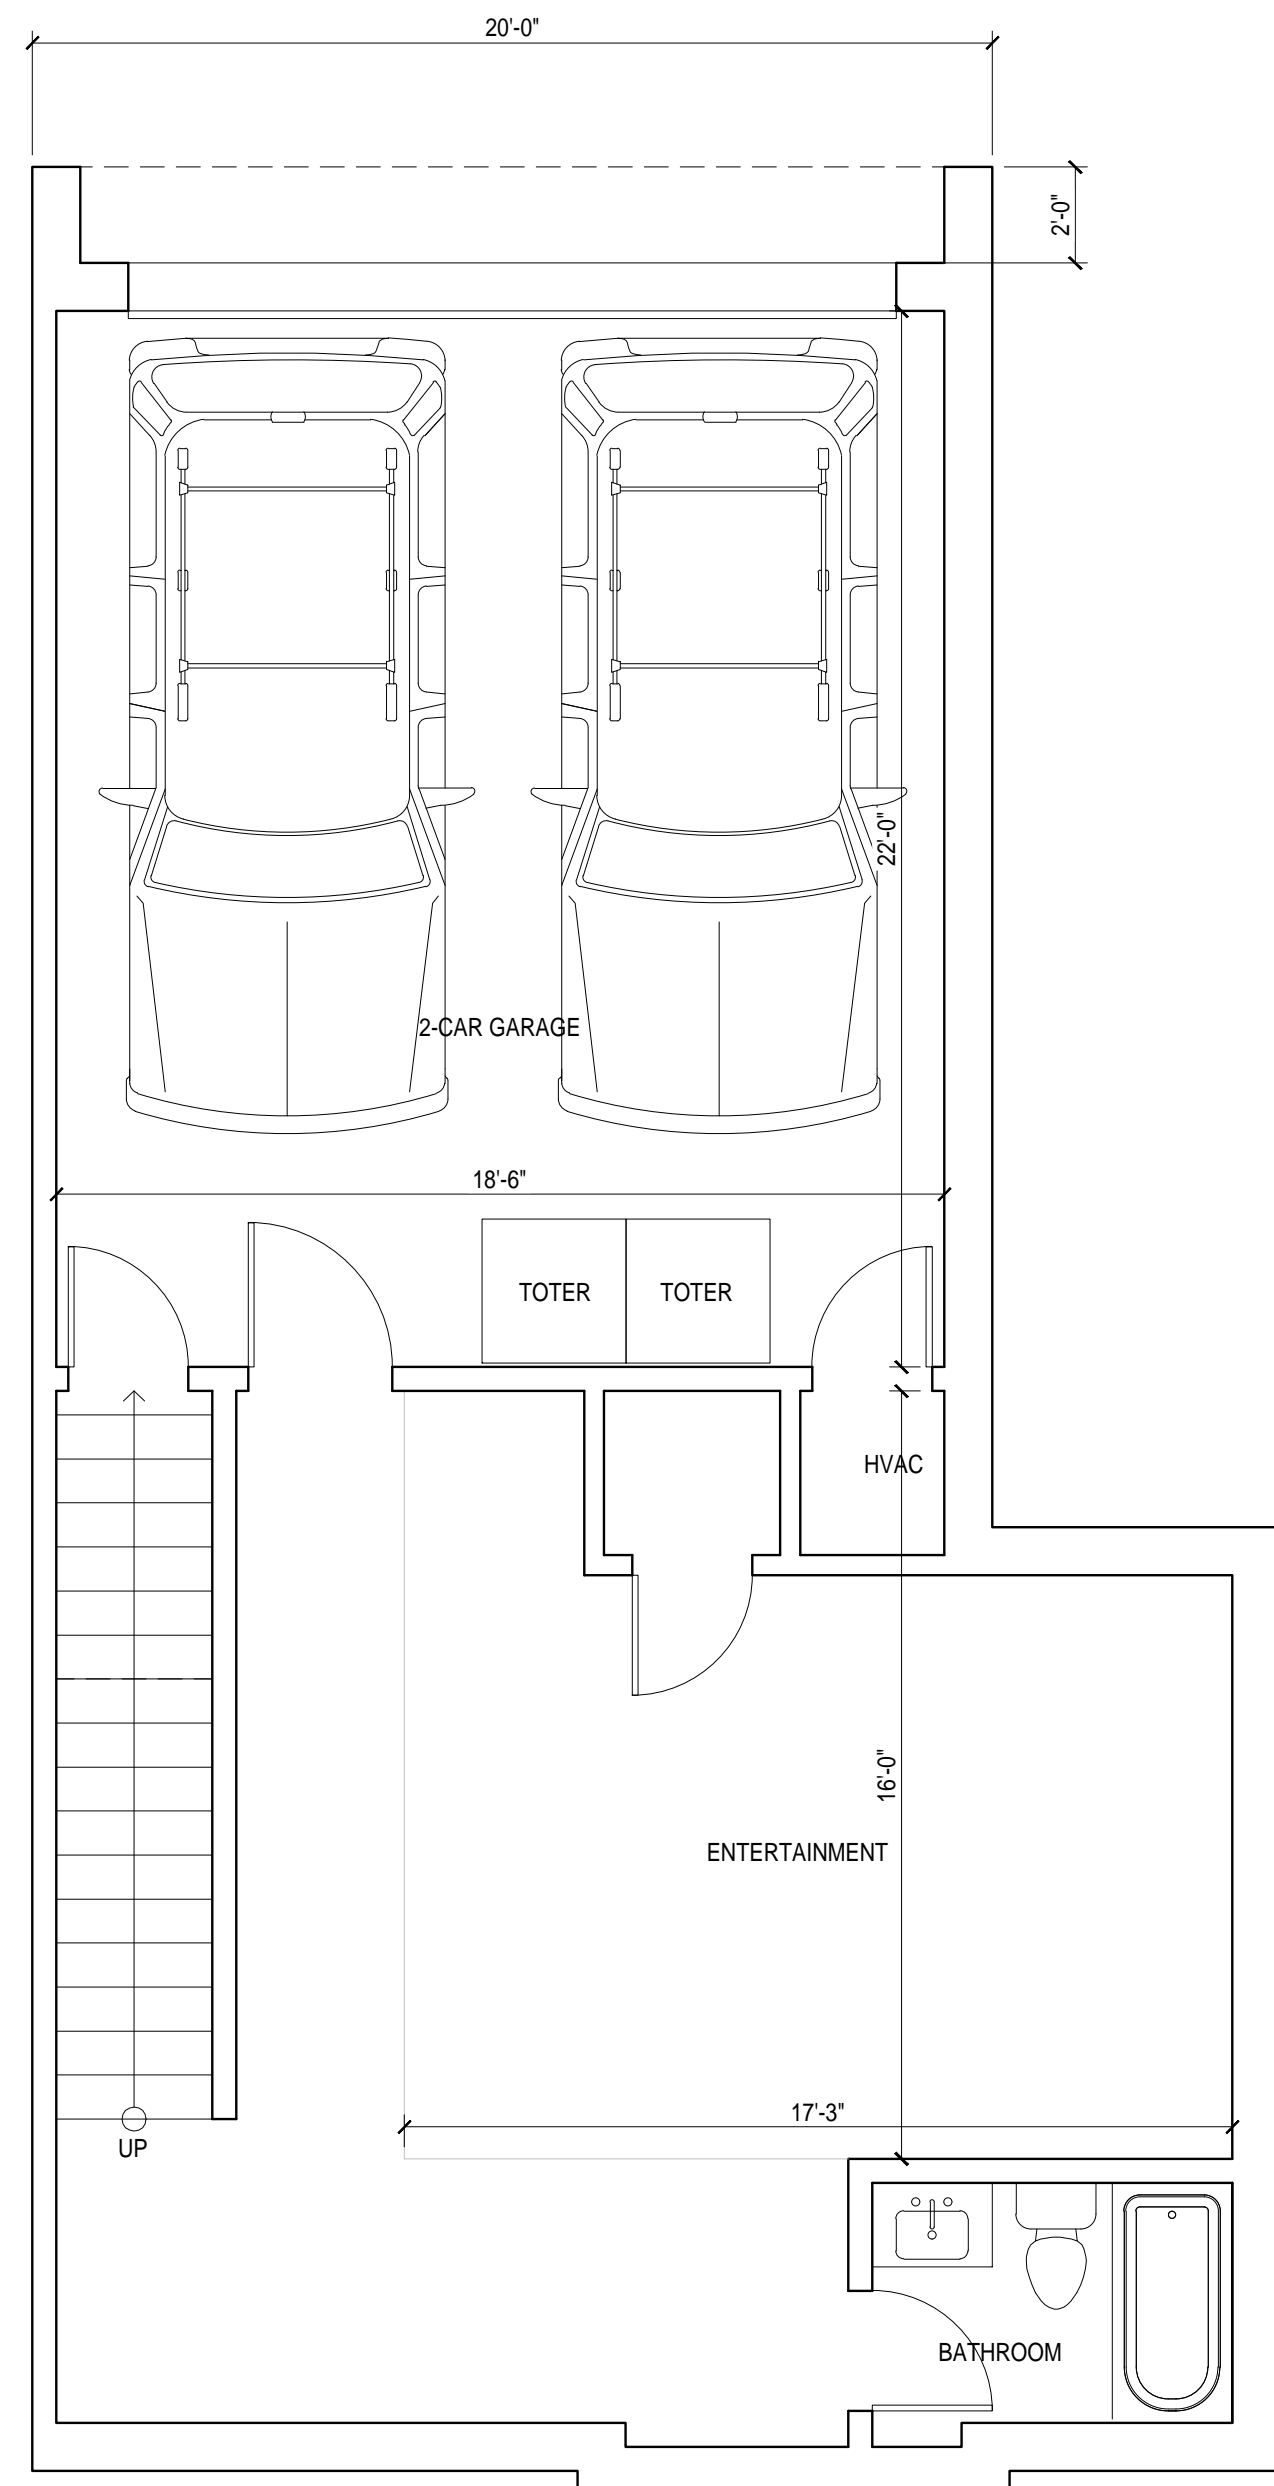 20'-0"
2'-0"
22'-0"
2-CAR GARAGE
18'-6"
TOTER
TOTER
HVAC
16'-0"
ENTERTAINMENT
17'-3"
UP
BATHROOM